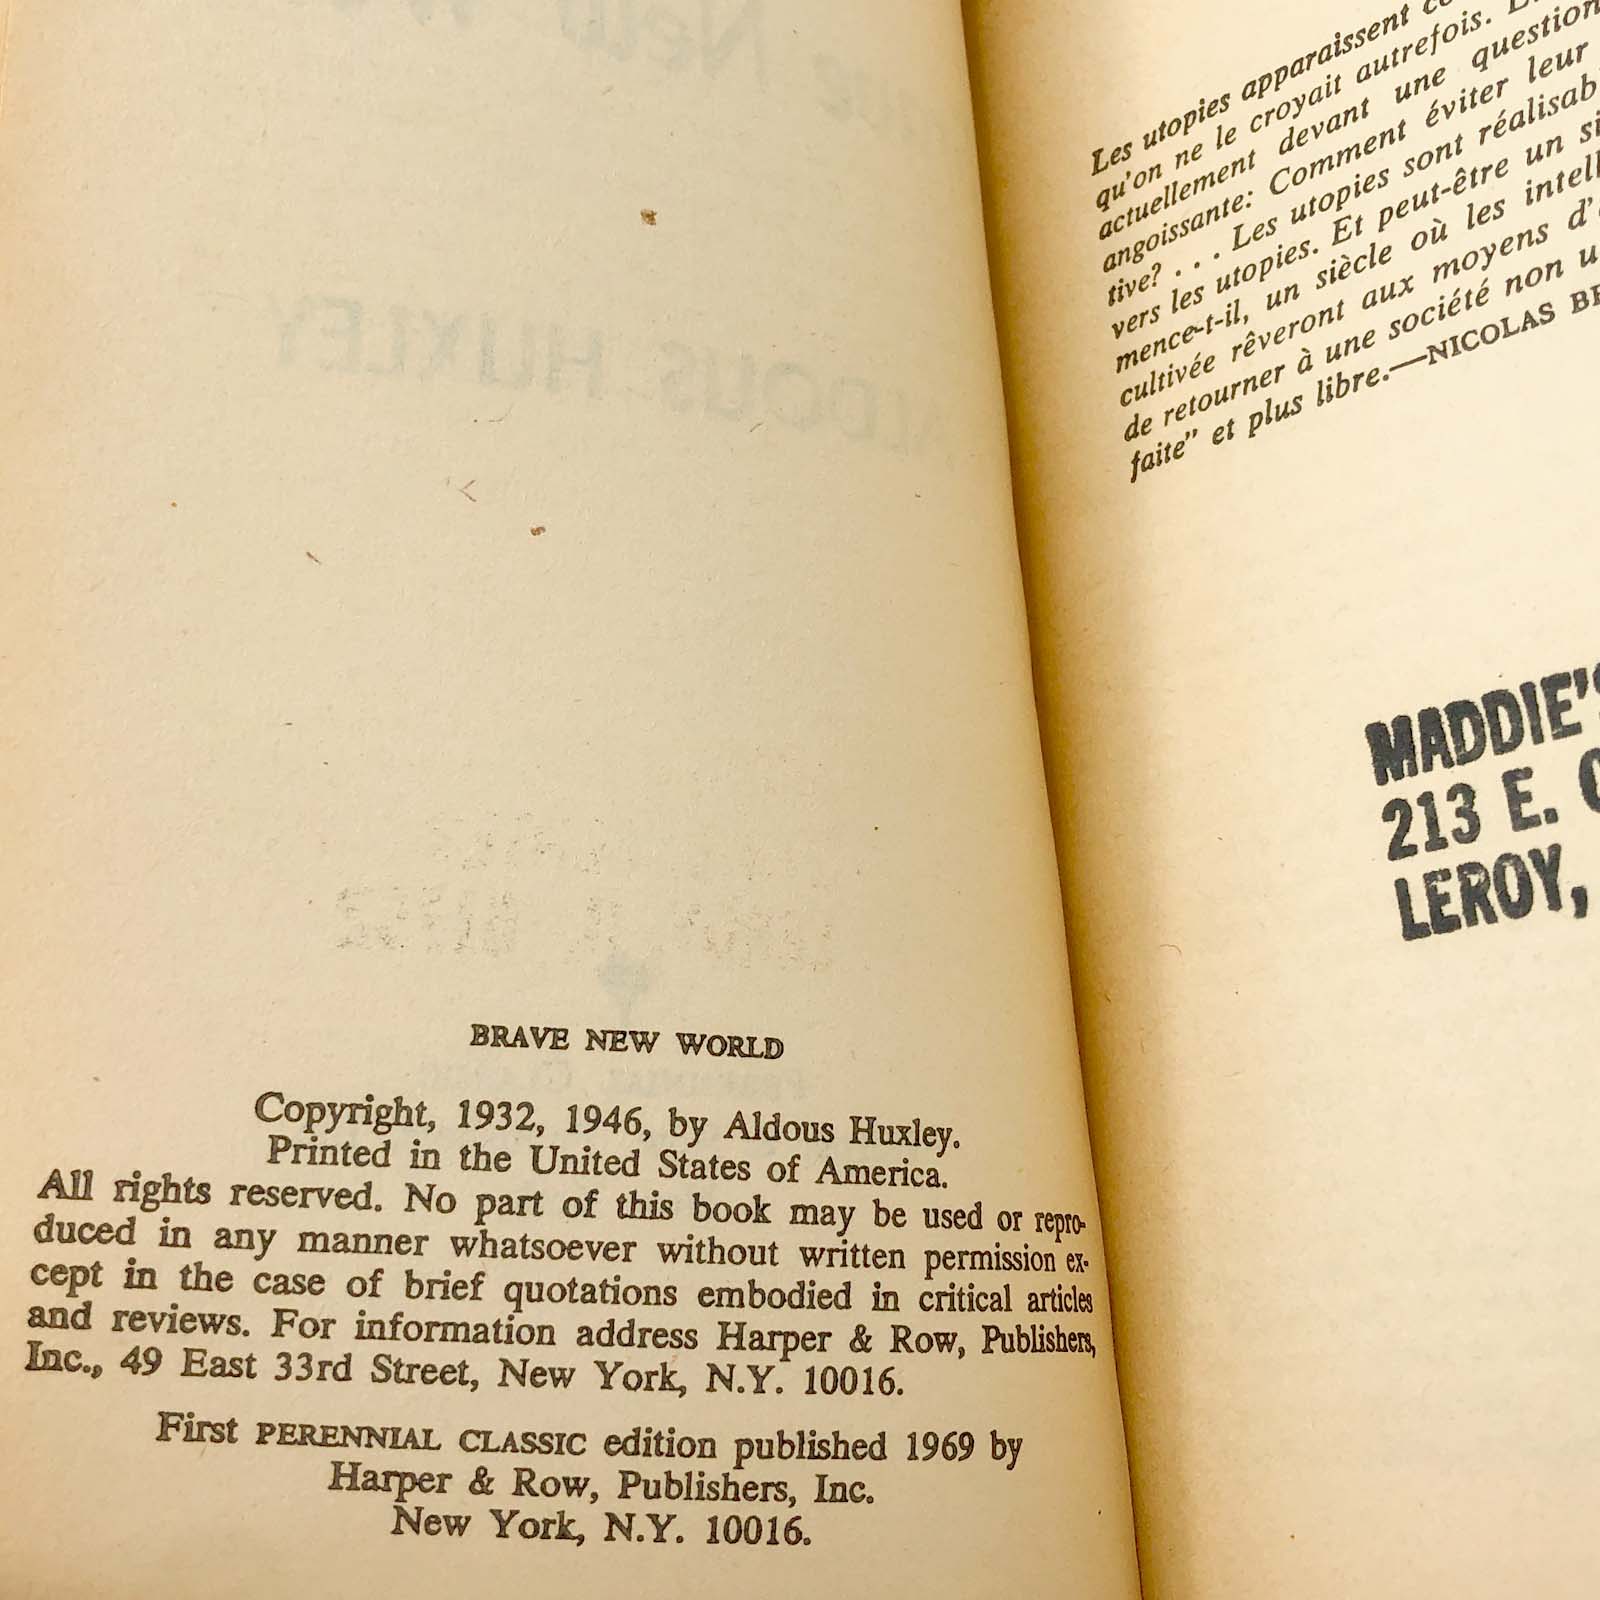 BRAVE NEW WORLD
Copyright, 1932, 1946, by Aldous Huxley.
Printed in the United States of America.
All rights reserved. No part of this book may be used or repro-
duced in any manner whatsoever without written permission ex-
cept in the case of brief quotations embodied in critical articles
and reviews. For information address Harper & Row, Publishers,
Inc., 49 East 33rd Street, New York, N.Y. 10016.
First PERENNIAL CLASSIC edition published 1969 by
Harper & Row, Publishers, Inc.
New York, N.Y. 10016.
Les utopies apparaissent
qu'on ne le croyait autrefois.
actuellement devant une question
angoissante: Comment éviter leur
tive? . . . Les utopies sont réalisab
vers les utopies. Et peut-être un si
mence-t-il, un siècle où les intell
cultivée rêveront aux moyens d'
de retourner à une société non u
faite" et plus libre.—NICOLAS BE
MADDIE'S
213 E.
LEROY,